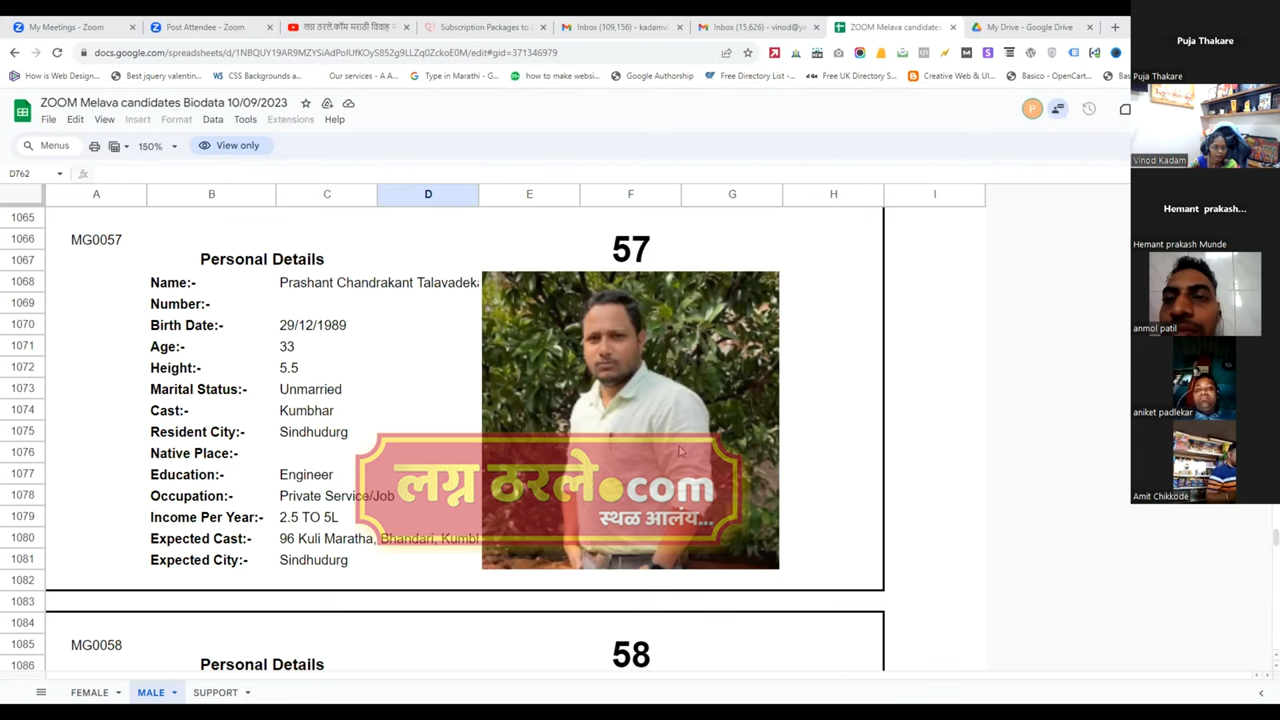 My Meetings - Zoom
Post Attendee - Zoom
लग्न ठरले.कॉम मराठी विवाह
Subscription Packages to
Inbox (109,156) - kadamvi
Inbox (15,626) - vinod@ye
ZOOM Melava candidates
My Drive - Google Drive
docs.google.com/spreadsheets/d/1NBQUY19AR9MZYSiAdPoIUfKOyS85Zg9LLZq0ZckoE0M/edit#gid=371346979
How is Web Design...
Best jquery valentin...
CSS Backgrounds a...
Our services - A A...
Type in Marathi - G...
how to make websi...
Google Authorship
Free Directory List -...
Free UK Directory S...
Creative Web & UI...
Basico - OpenCart...
ZOOM Melava candidates Biodata 10/09/2023
P
File Edit View Insert Format Data Tools Extensions Help
Menus
150%
View only
D762
fx
A B C D E F G H I
1065
1066 MG0057 57
1067 Personal Details
1068 Name:- Prashant Chandrakant Talavadeka
1069 Number:-
1070 Birth Date:- 29/12/1989
1071 Age:- 33
1072 Height:- 5.5
1073 Marital Status:- Unmarried
1074 Cast:- Kumbhar
1075 Resident City:- Sindhudurg
1076 Native Place:-
1077 Education:- Engineer
1078 Occupation:- Private Service/Job
1079 Income Per Year:- 2.5 TO 5L
1080 Expected Cast:- 96 Kuli Maratha, Bhandari, Kumbl
1081 Expected City:- Sindhudurg
1082
1083
1084
1085 MG0058 58
1086 Personal Details
लग्न ठरले.com
स्थळ आलंय...
FEMALE
MALE
SUPPORT
Puja Thakare
Puja Thakare
Vinod Kadam
Hemant prakash...
Hemant prakash Munde
anmol patil
aniket padlekar
Amit Chikkode